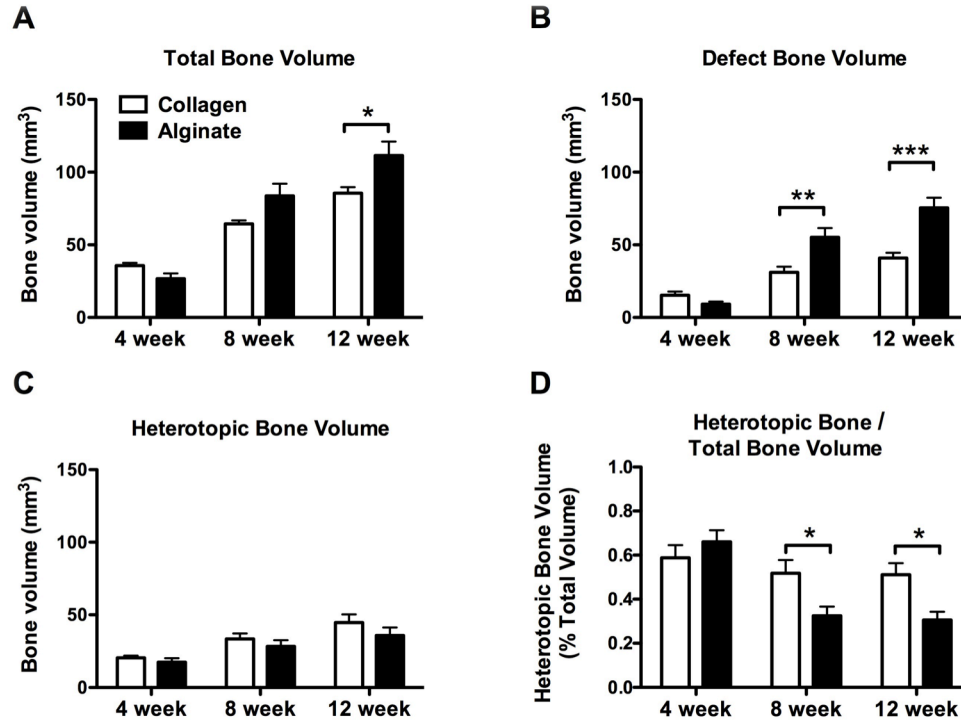 A
Total Bone Volume
Bone volume (mm³)
150
100
50
0
Collagen
Alginate
*
4 week
8 week
12 week
B
Defect Bone Volume
Bone volume (mm³)
150
100
50
0
**
***
4 week
8 week
12 week
C
Heterotopic Bone Volume
Bone volume (mm³)
150
100
50
0
4 week
8 week
12 week
D
Heterotopic Bone /
Total Bone Volume
Heterotopic Bone Volume
(% Total Volume)
1.0
0.8
0.6
0.4
0.2
0.0
*
*
4 week
8 week
12 week